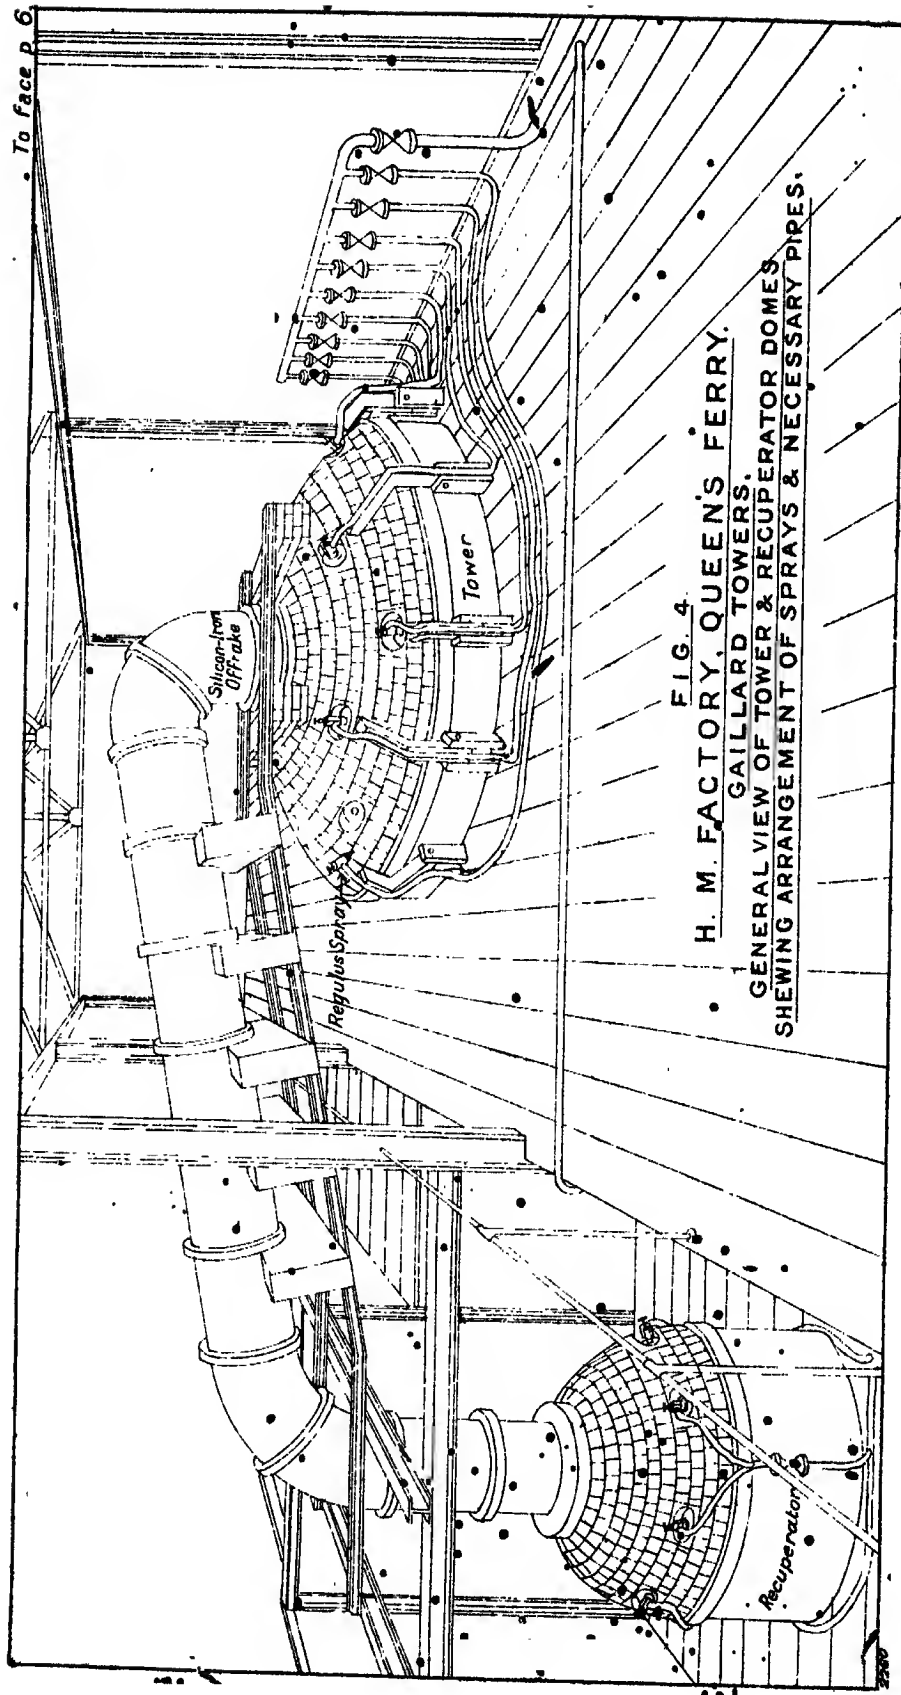 To face p. 6.
Silicon-Iron
Offtake
Tower
Regulus Spray
Recuperator
FIG. 4.
H. M. FACTORY, QUEEN'S FERRY.
GAILLARD TOWERS.
GENERAL VIEW OF TOWER & RECUPERATOR DOMES
SHEWING ARRANGEMENT OF SPRAYS & NECESSARY PIPES.